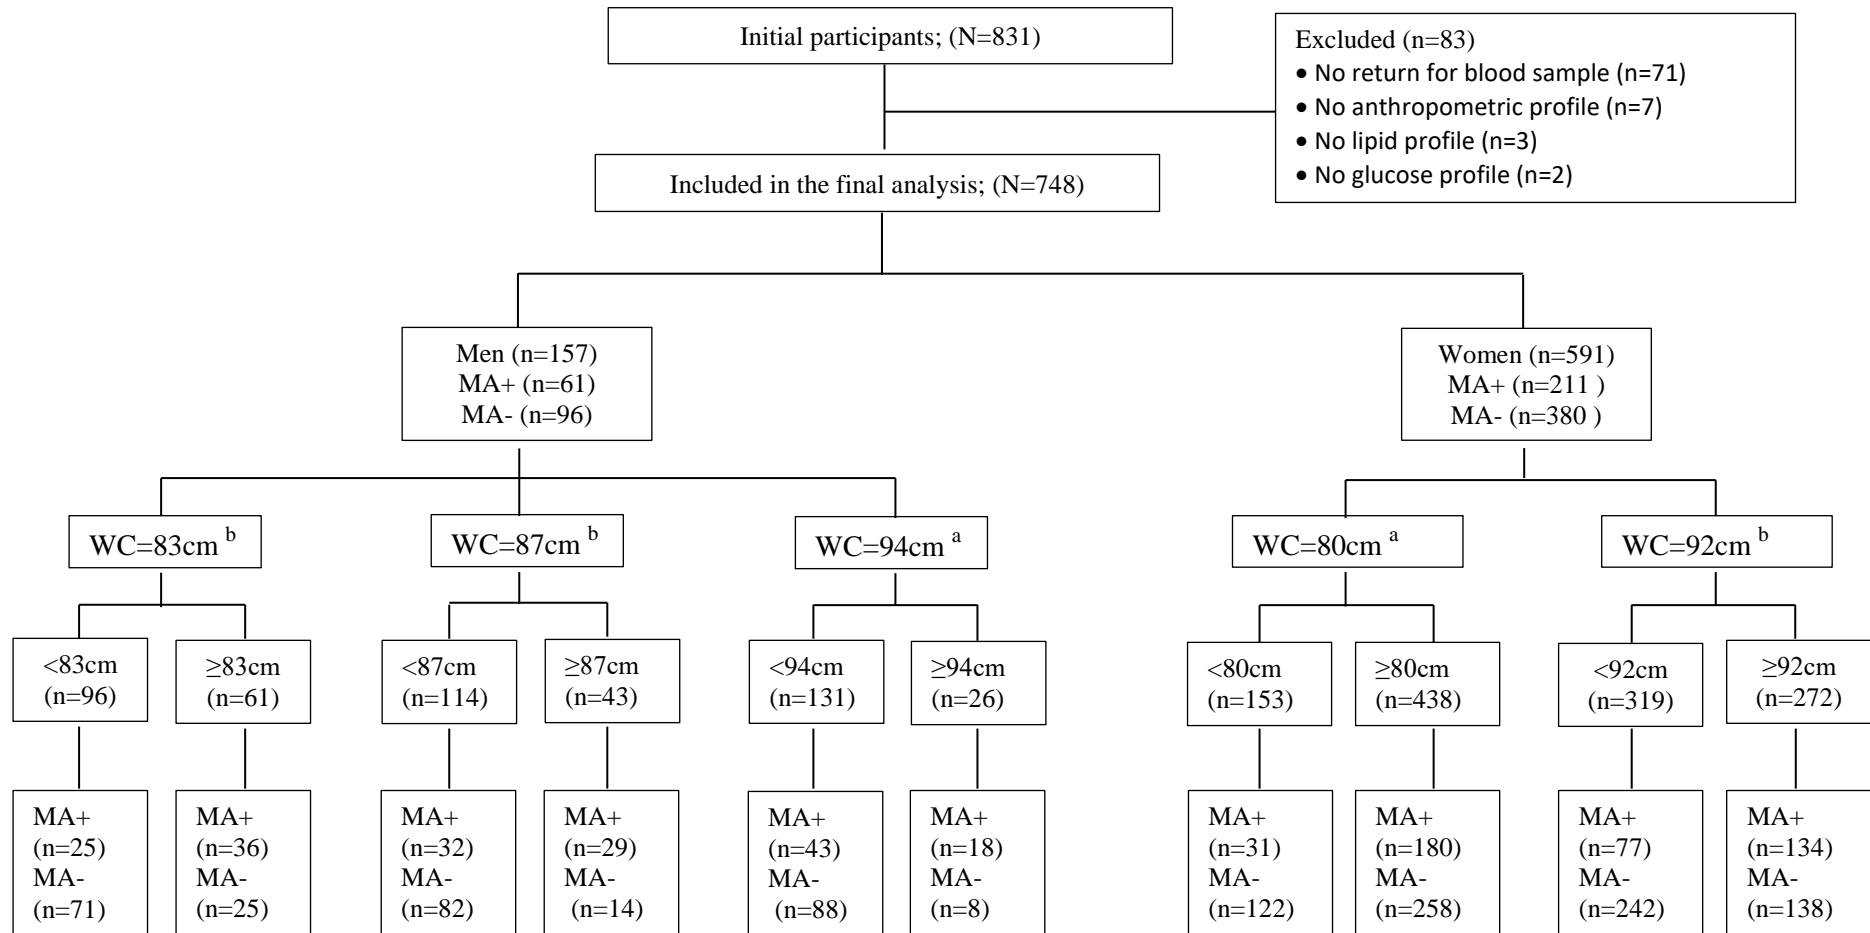 Initial participants; (N=831)
Excluded (n=83)
• No return for blood sample (n=71)
• No anthropometric profile (n=7)
• No lipid profile (n=3)
• No glucose profile (n=2)
Included in the final analysis; (N=748)
Men (n=157)
MA+ (n=61)
MA- (n=96)
Women (n=591)
MA+ (n=211 )
MA- (n=380 )
WC=83cm b
WC=87cm b
WC=94cm a
WC=80cm a
WC=92cm b
<83cm
(n=96)
≥83cm
(n=61)
<87cm
(n=114)
≥87cm
(n=43)
<94cm
(n=131)
≥94cm
(n=26)
<80cm
(n=153)
≥80cm
(n=438)
<92cm
(n=319)
≥92cm
(n=272)
MA+
(n=25)
MA-
(n=71)
MA+
(n=36)
MA-
(n=25)
MA+
(n=32)
MA-
(n=82)
MA+
(n=29)
MA-
(n=14)
MA+
(n=43)
MA-
(n=88)
MA+
(n=18)
MA-
(n=8)
MA+
(n=31)
MA-
(n=122)
MA+
(n=180)
MA-
(n=258)
MA+
(n=77)
MA-
(n=242)
MA+
(n=134)
MA-
(n=138)